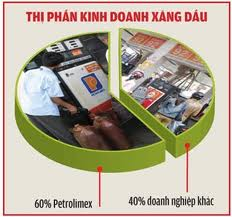 THỊ PHẦN KINH DOANH XĂNG DẦU
60% Petrolimex
40% doanh nghiệp khác